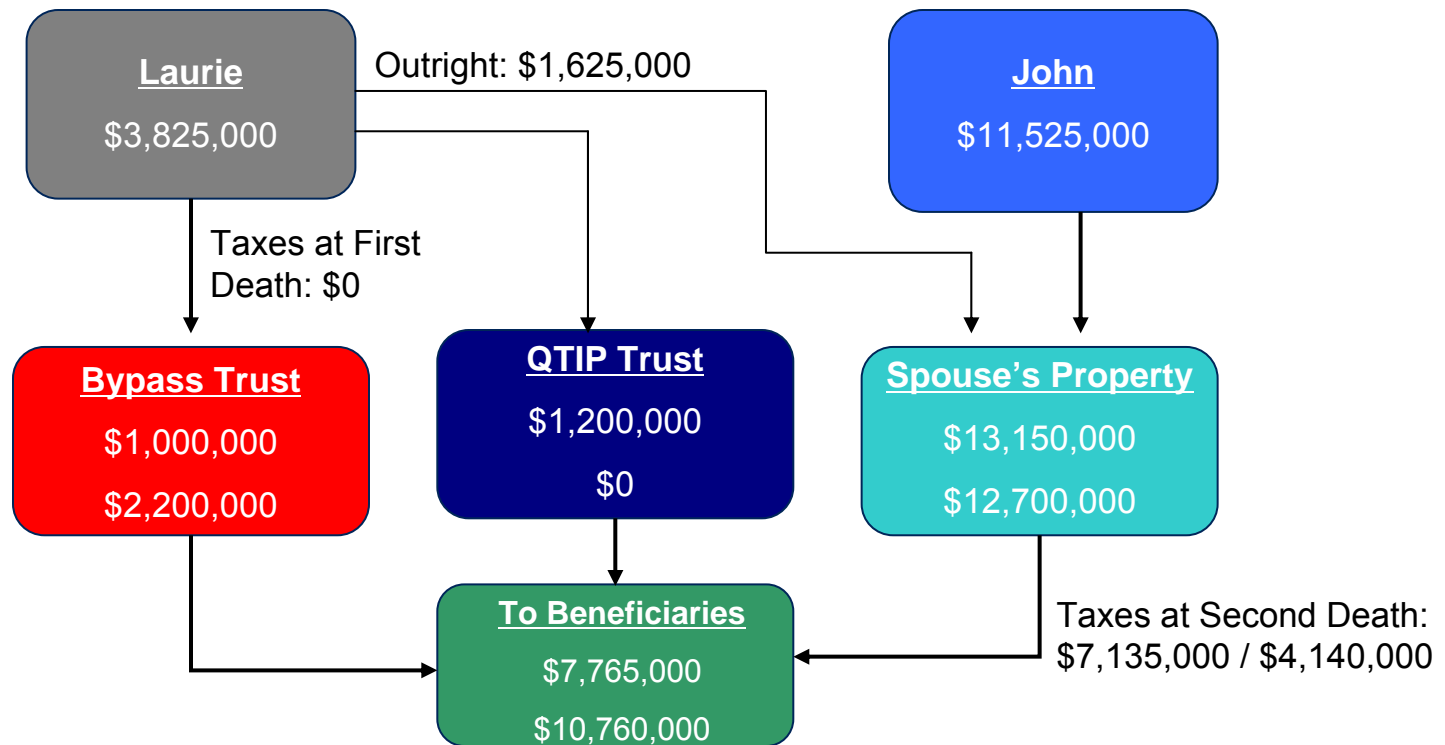 Laurie
$3,825,000
Outright: $1,625,000
John
$11,525,000
Taxes at First
Death: $0
Bypass Trust
$1,000,000
$2,200,000
QTIP Trust
$1,200,000
$0
Spouse’s Property
$13,150,000
$12,700,000
To Beneficiaries
$7,765,000
$10,760,000
Taxes at Second Death:
$7,135,000 / $4,140,000